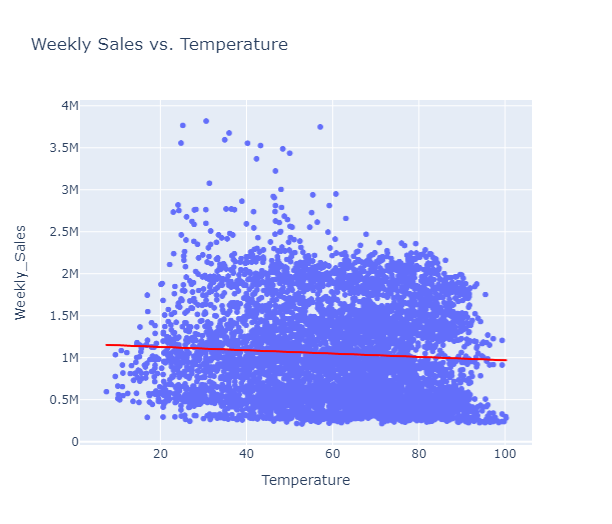 Weekly Sales vs. Temperature
4M
3.5M
3M
2.5M
2M
1.5M
1M
0.5M
0
Weekly_Sales
20
40
60
80
100
Temperature